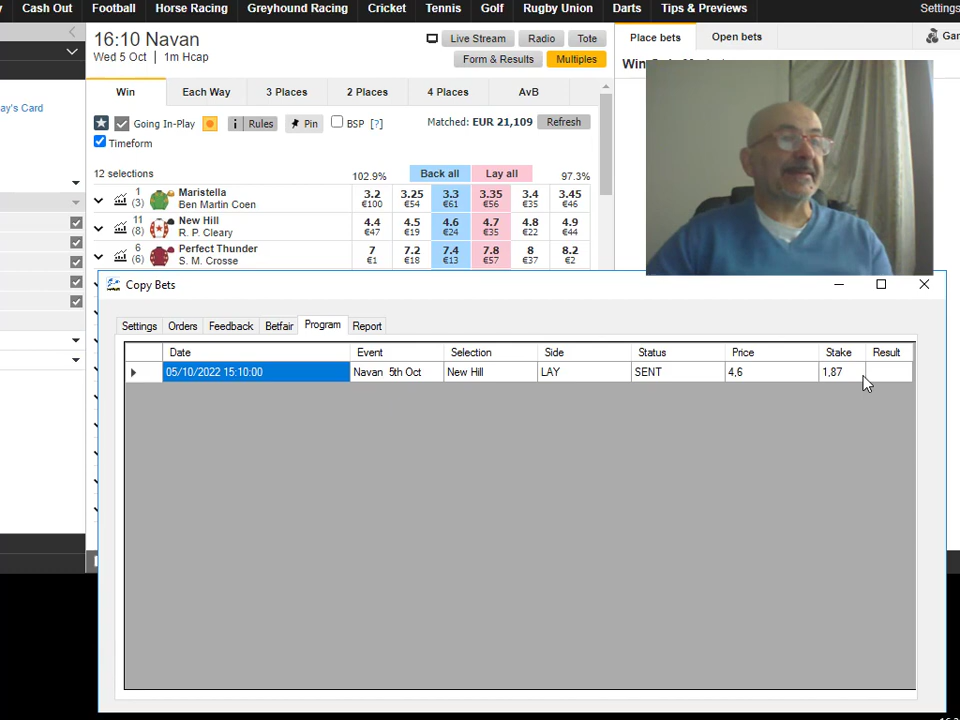 Cash Out Football Horse Racing Greyhound Racing Cricket Tennis Golf Rugby Union Darts Tips & Previews Settings
16:10 Navan
Wed 5 Oct | 1m Hcap
Live Stream Radio Tote
Form & Results Multiples
Place bets Open bets
ay's Card
Win Each Way 3 Places 2 Places 4 Places AvB
Going In-Play i Rules Pin BSP [?] Matched: EUR 21,109 Refresh
Timeform
12 selections 102.9% Back all Lay all 97.3%
1 Maristella 3.2 3.25 3.3 3.35 3.4 3.45
(3) Ben Martin Coen €100 €54 €61 €56 €35 €46
11 New Hill 4.4 4.5 4.6 4.7 4.8 4.9
(8) R. P. Cleary €47 €19 €24 €35 €22 €44
6 Perfect Thunder 7 7.2 7.4 7.8 8 8.2
(6) S. M. Crosse €1 €18 €13 €57 €37 €2
Copy Bets
Settings Orders Feedback Betfair Program Report
Date Event Selection Side Status Price Stake Result
05/10/2022 15:10:00 Navan 5th Oct New Hill LAY SENT 4,6 1,87